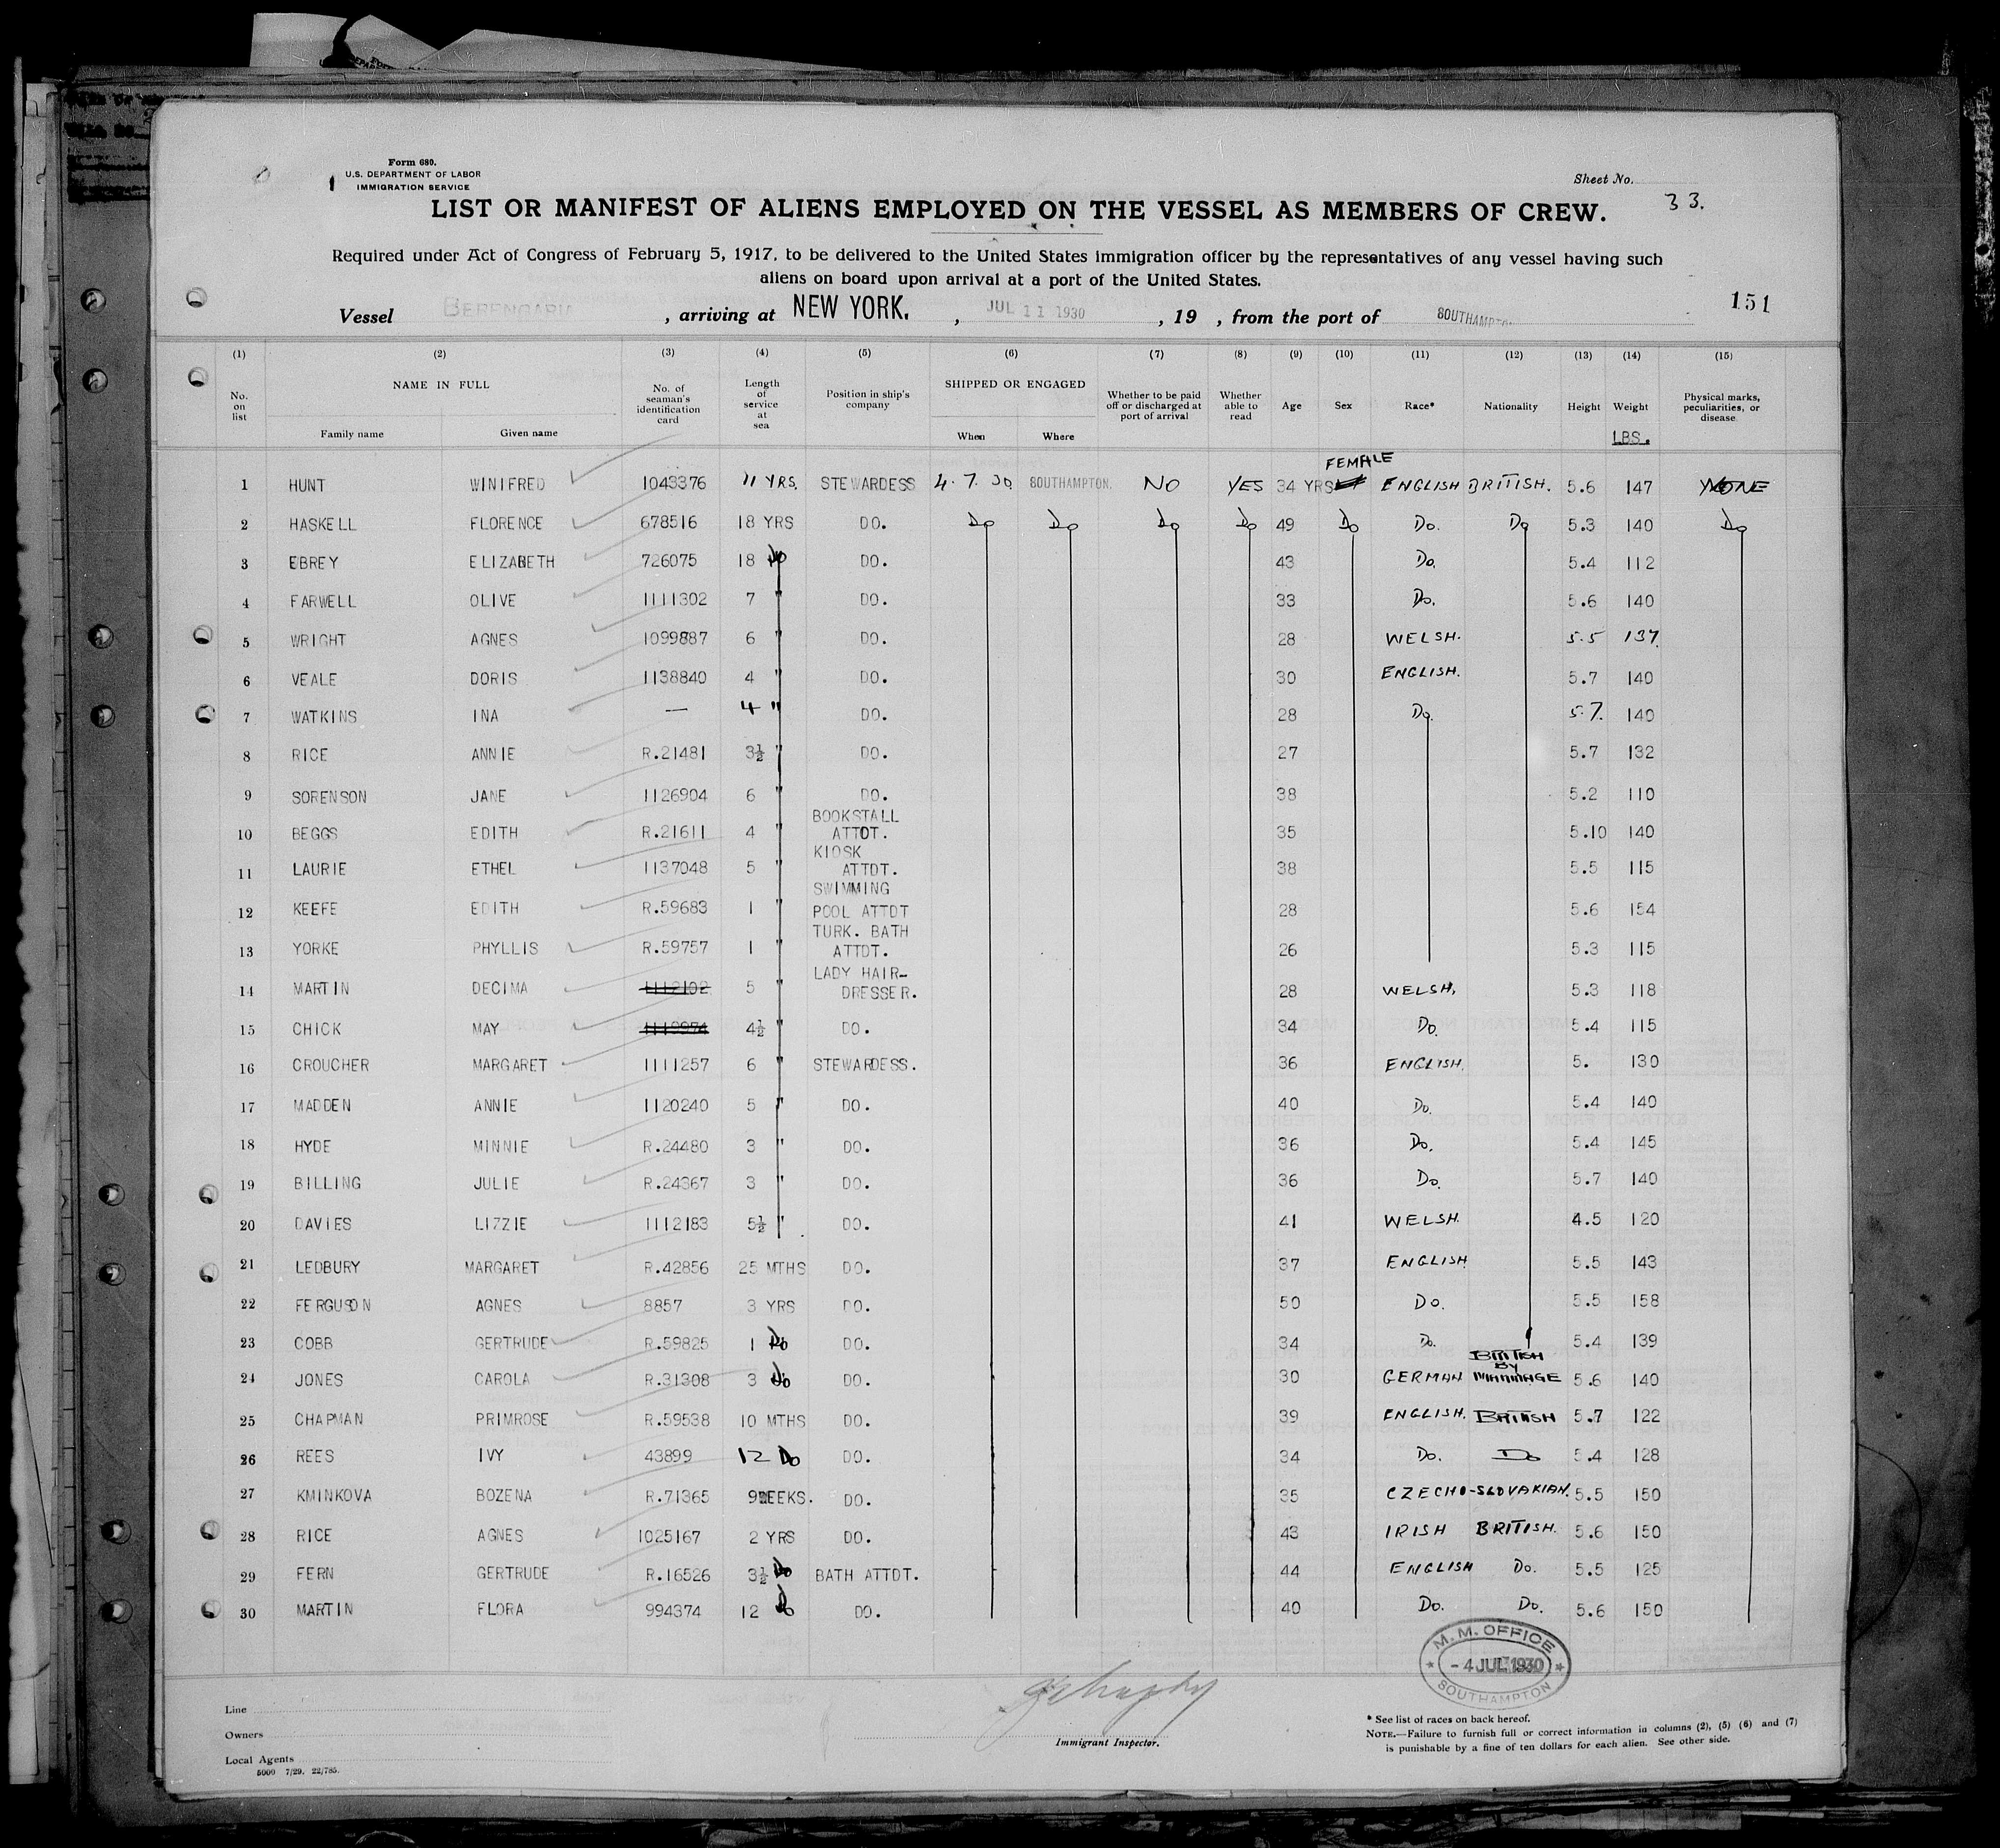 Form 680.
U.S. DEPARTMENT OF LABOR
IMMIGRATION SERVICE
Sheet No.
33.
LIST OR MANIFEST OF ALIENS EMPLOYED ON THE VESSEL AS MEMBERS OF CREW.
Required under Act of Congress of February 5, 1917, to be delivered to the United States immigration officer by the representatives of any vessel having such
aliens on board upon arrival at a port of the United States.
151
Vessel BERENGARIA, arriving at NEW YORK., JUL 11 1930, 19 , from the port of SOUTHAMPTON
(1) (2) (3) (4) (5) (6) (7) (8) (9) (10) (11) (12) (13) (14) (15)
No. on list NAME IN FULL Family name Given name No. of seaman's identification card Length of service at sea Position in ship's company SHIPPED OR ENGAGED When Where Whether to be paid off or discharged at port of arrival Whether able to read Age Sex Race* Nationality Height Weight Physical marks, peculiarities, or disease
LBS.
FEMALE
1 HUNT WINIFRED 1043376 11 YRS. STEWARDESS 4.7.30 SOUTHAMPTON. NO YES 34 YRS ENGLISH BRITISH. 5.6 147 NONE
2 HASKELL FLORENCE 678516 18 YRS DO. Do Do Do Do 49 Do Do. Do 5.3 140 Do
3 EBREY ELIZABETH 726075 18 Do DO. 43 Do. 5.4 112
4 FARWELL OLIVE 1111302 7 " DO. 33 Do. 5.6 140
5 WRIGHT AGNES 1099887 6 " DO. 28 WELSH. 5.5 137
6 VEALE DORIS 1138840 4 " DO. 30 ENGLISH. 5.7 140
7 WATKINS INA — 4 " DO. 28 Do. 5.7. 140
8 RICE ANNIE R.21481 3½ " DO. 27 5.7 132
9 SORENSON JANE 1126904 6 " DO. 38 5.2 110
10 BEGGS EDITH R.21611 4 " BOOKSTALL ATTDT. 35 5.10 140
11 LAURIE ETHEL 1137048 5 " KIOSK ATTDT. 38 5.5 115
12 KEEFE EDITH R.59683 1 " SWIMMING POOL ATTDT 28 5.6 154
13 YORKE PHYLLIS R.59757 1 " TURK. BATH ATTDT. 26 5.3 115
14 MARTIN DECIMA 1112102 5 " LADY HAIR-DRESSER. 28 WELSH. 5.3 118
15 CHICK MAY 1119974 4½ " DO. 34 Do. 5.4 115
16 CROUCHER MARGARET 1111257 6 " STEWARDESS. 36 ENGLISH. 5. 130
17 MADDEN ANNIE 1120240 5 " DO. 40 Do. 5.4 140
18 HYDE MINNIE R.24480 3 " DO. 36 Do. 5.4 145
19 BILLING JULIE R.24367 3 " DO. 36 Do. 5.7 140
20 DAVIES LIZZIE 1112183 5½ " DO. 41 WELSH. 4.5 120
21 LEDBURY MARGARET R.42856 25 MTHS DO. 37 ENGLISH 5.5 143
22 FERGUSON AGNES 8857 3 YRS DO. 50 Do. 5.5 158
23 COBB GERTRUDE R.59825 1 Do DO. 34 Do. 5.4 139
24 JONES CAROLA R.31308 3 Do DO. 30 GERMAN BRITISH BY MARRIAGE 5.6 140
25 CHAPMAN PRIMROSE R.59538 10 MTHS DO. 39 ENGLISH. BRITISH 5.7 122
26 REES IVY 43899 12 Do DO. 34 Do. Do 5.4 128
27 KMINKOVA BOZENA R.71365 9WEEKS. DO. 35 CZECHO-SLOVAKIAN. 5.5 150
28 RICE AGNES 1025167 2 YRS DO. 43 IRISH BRITISH. 5.6 150
29 FERN GERTRUDE R.16526 3½ Do BATH ATTDT. 44 ENGLISH Do. 5.5 125
30 MARTIN FLORA 994374 12 Do DO. 40 Do. Do. 5.6 150
M. M. OFFICE
- 4 JUL 1930
SOUTHAMPTON
Line
Owners
Local Agents
5000 7/29. 22/785.
Immigrant Inspector.
* See list of races on back hereof.
NOTE.—Failure to furnish full or correct information in columns (2), (5) (6) and (7)
is punishable by a fine of ten dollars for each alien. See other side.